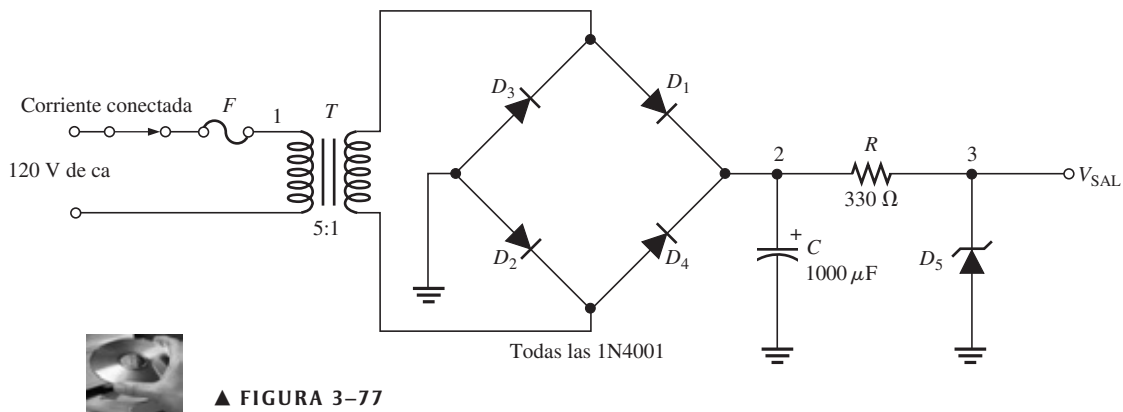 Corriente conectada
F
1
T
120 V de ca
5:1
D3
D1
D2
D4
2
R
330 Ω
3
VSAL
+
C
1000 μF
D5
Todas las 1N4001
▲ FIGURA 3–77